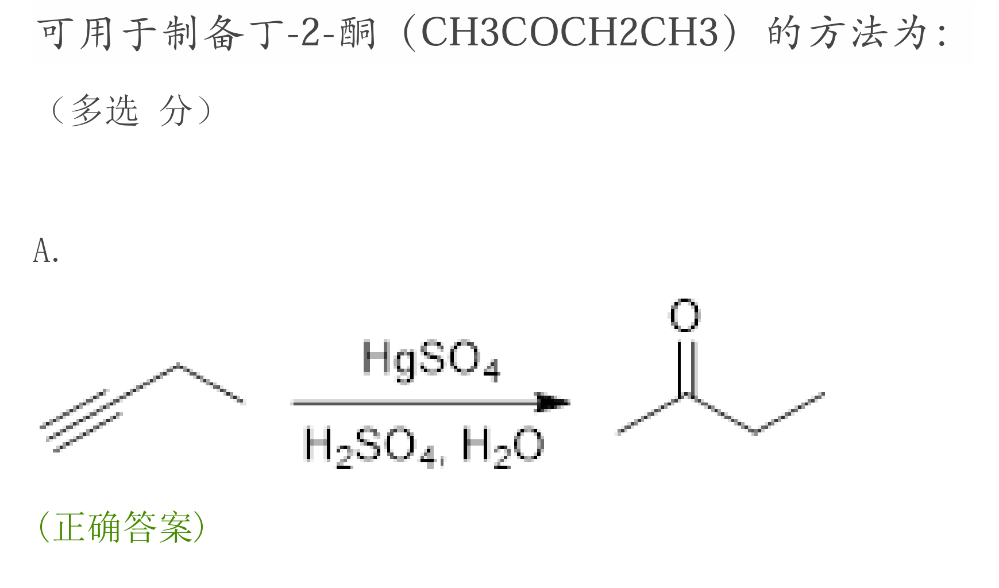 可用于制备丁-2-酮（CH3COCH2CH3）的方法为：
（多选 分）
A.
O
HgSO₄
H₂SO₄, H₂O
(正确答案)